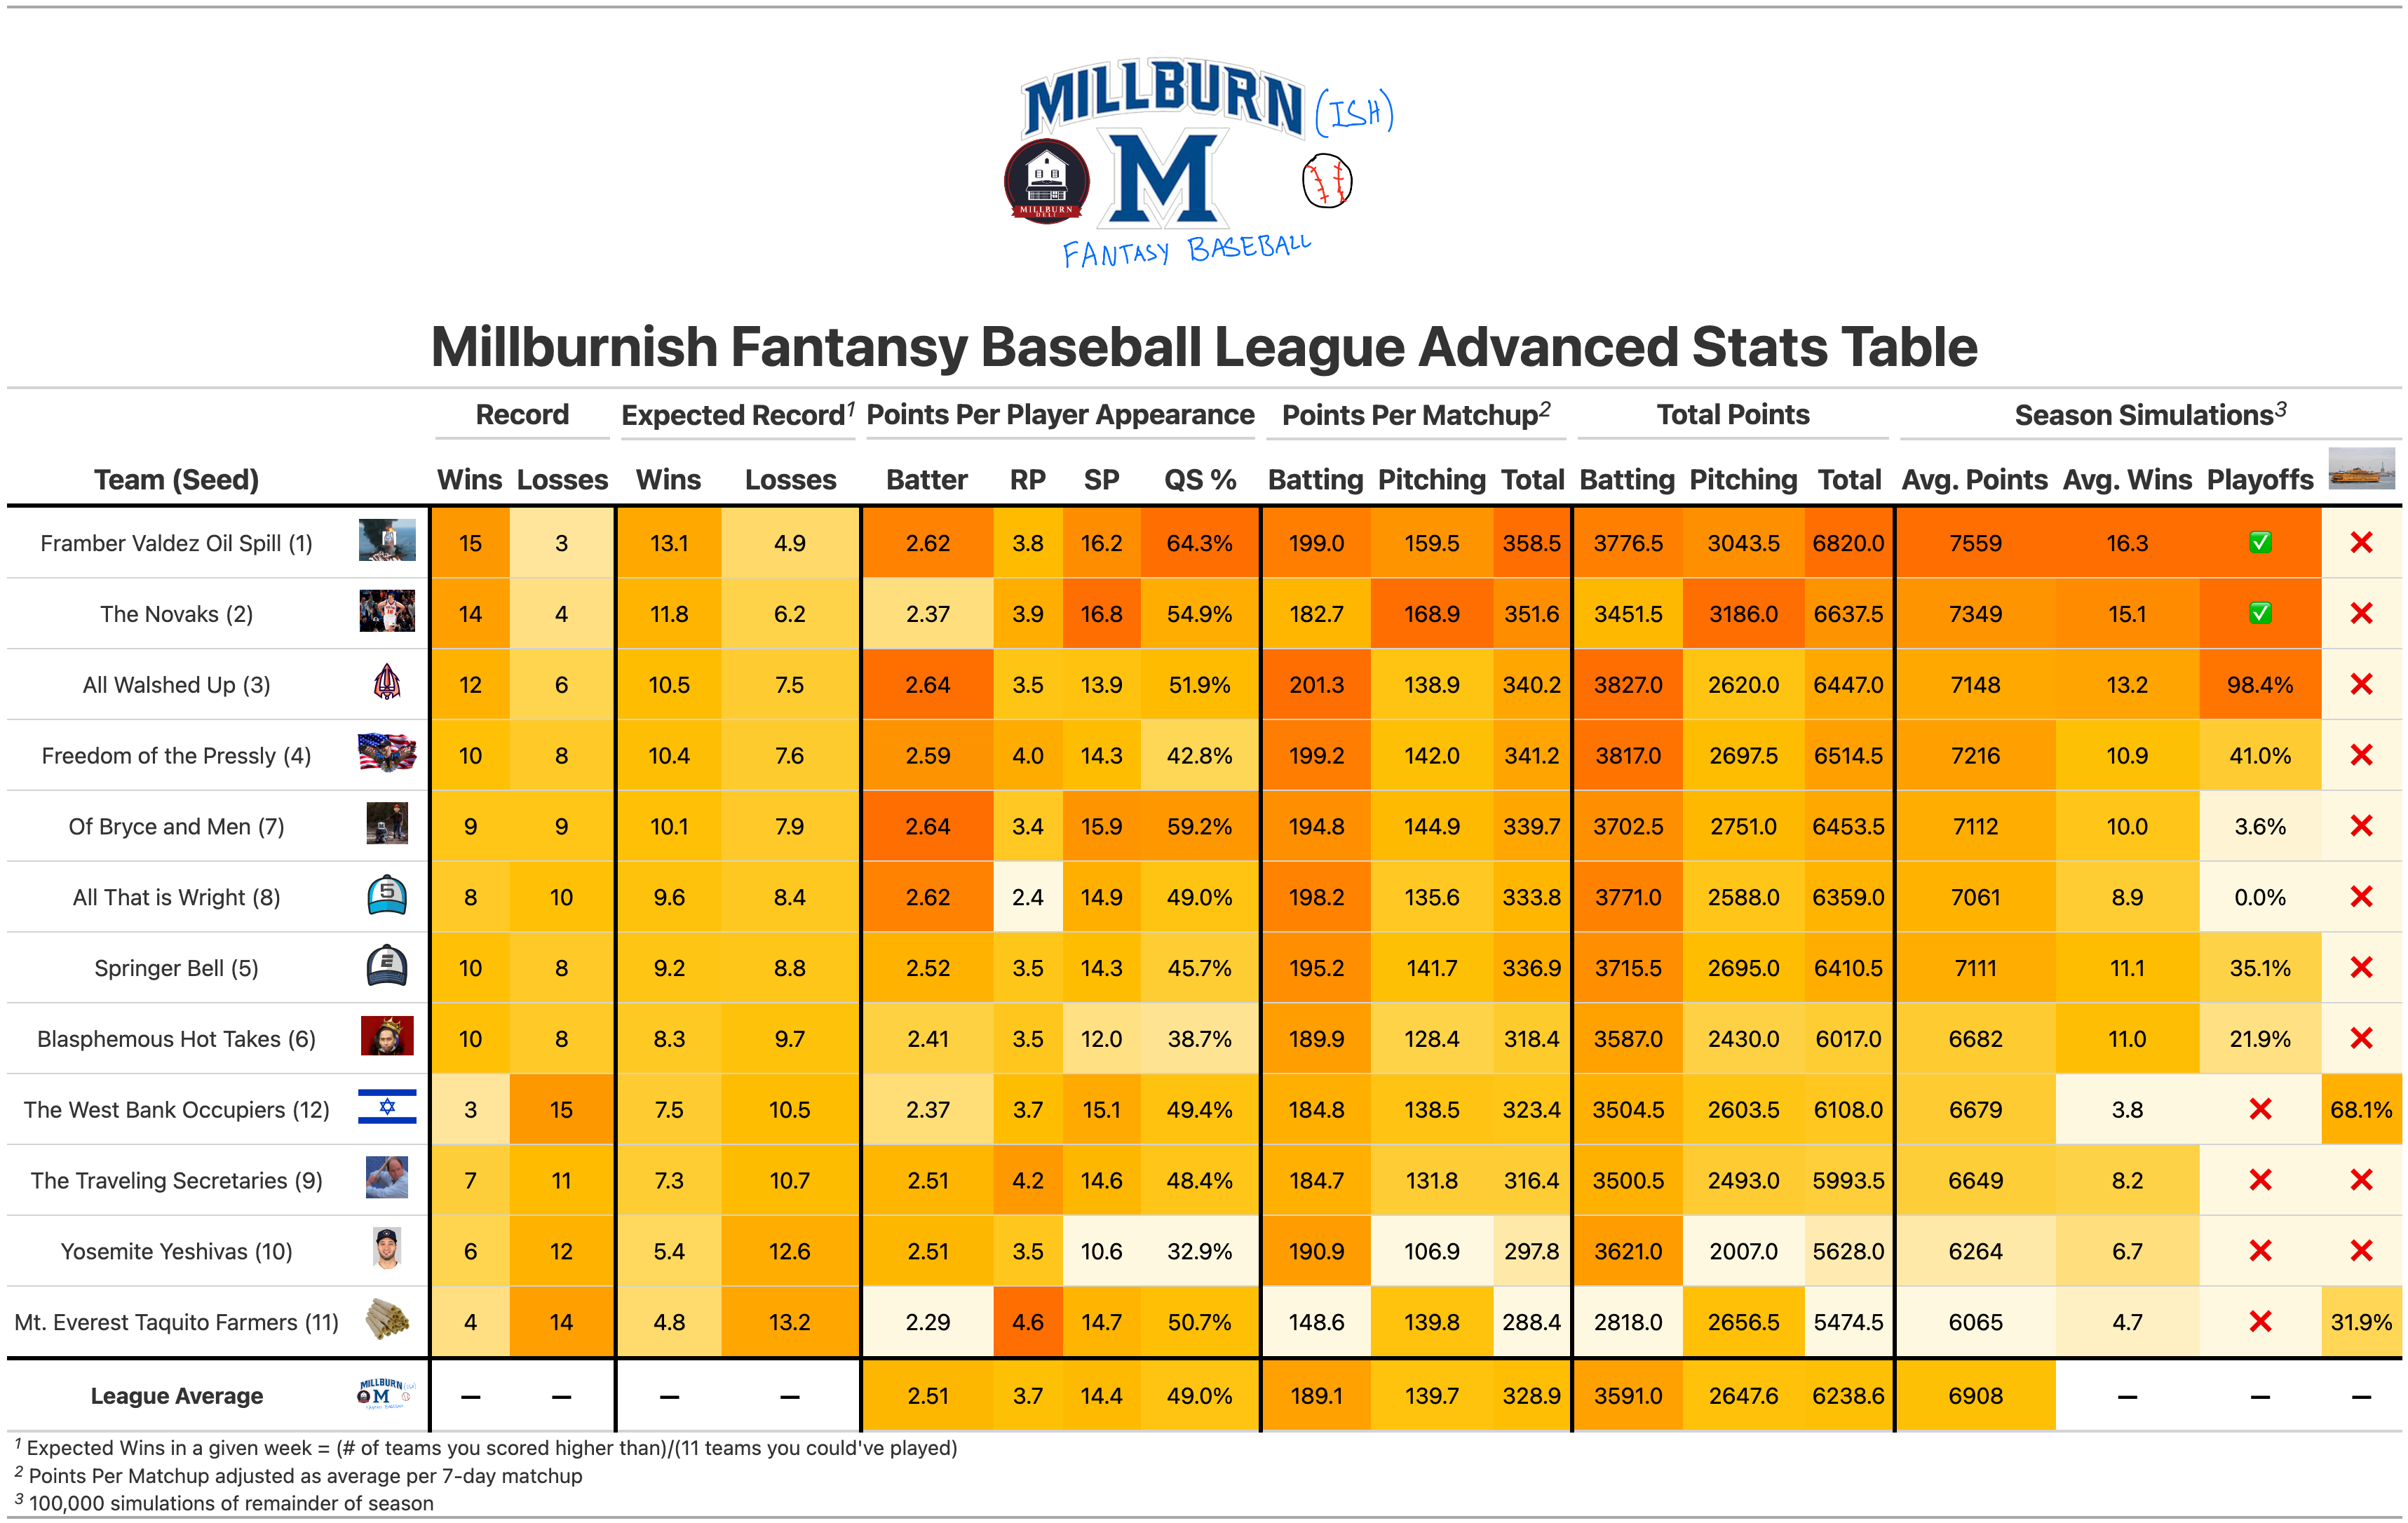 MILLBURN (ISH)
M
MILLBURN
DELI
FANTASY BASEBALL
Millburnish Fantansy Baseball League Advanced Stats Table
Record Expected Record1 Points Per Player Appearance Points Per Matchup2 Total Points Season Simulations3
Team (Seed) Wins Losses Wins Losses Batter RP SP QS % Batting Pitching Total Batting Pitching Total Avg. Points Avg. Wins Playoffs
Framber Valdez Oil Spill (1) 15 3 13.1 4.9 2.62 3.8 16.2 64.3% 199.0 159.5 358.5 3776.5 3043.5 6820.0 7559 16.3 ✅ ❌
The Novaks (2) 14 4 11.8 6.2 2.37 3.9 16.8 54.9% 182.7 168.9 351.6 3451.5 3186.0 6637.5 7349 15.1 ✅ ❌
All Walshed Up (3) 12 6 10.5 7.5 2.64 3.5 13.9 51.9% 201.3 138.9 340.2 3827.0 2620.0 6447.0 7148 13.2 98.4% ❌
Freedom of the Pressly (4) 10 8 10.4 7.6 2.59 4.0 14.3 42.8% 199.2 142.0 341.2 3817.0 2697.5 6514.5 7216 10.9 41.0% ❌
Of Bryce and Men (7) 9 9 10.1 7.9 2.64 3.4 15.9 59.2% 194.8 144.9 339.7 3702.5 2751.0 6453.5 7112 10.0 3.6% ❌
All That is Wright (8) 5 8 10 9.6 8.4 2.62 2.4 14.9 49.0% 198.2 135.6 333.8 3771.0 2588.0 6359.0 7061 8.9 0.0% ❌
Springer Bell (5) 2 10 8 9.2 8.8 2.52 3.5 14.3 45.7% 195.2 141.7 336.9 3715.5 2695.0 6410.5 7111 11.1 35.1% ❌
Blasphemous Hot Takes (6) 10 8 8.3 9.7 2.41 3.5 12.0 38.7% 189.9 128.4 318.4 3587.0 2430.0 6017.0 6682 11.0 21.9% ❌
The West Bank Occupiers (12) 3 15 7.5 10.5 2.37 3.7 15.1 49.4% 184.8 138.5 323.4 3504.5 2603.5 6108.0 6679 3.8 ❌ 68.1%
The Traveling Secretaries (9) 7 11 7.3 10.7 2.51 4.2 14.6 48.4% 184.7 131.8 316.4 3500.5 2493.0 5993.5 6649 8.2 ❌ ❌
Yosemite Yeshivas (10) 6 12 5.4 12.6 2.51 3.5 10.6 32.9% 190.9 106.9 297.8 3621.0 2007.0 5628.0 6264 6.7 ❌ ❌
Mt. Everest Taquito Farmers (11) 4 14 4.8 13.2 2.29 4.6 14.7 50.7% 148.6 139.8 288.4 2818.0 2656.5 5474.5 6065 4.7 ❌ 31.9%
League Average MILLBURN M — — — — 2.51 3.7 14.4 49.0% 189.1 139.7 328.9 3591.0 2647.6 6238.6 6908 — — —
1 Expected Wins in a given week = (# of teams you scored higher than)/(11 teams you could've played)
2 Points Per Matchup adjusted as average per 7-day matchup
3 100,000 simulations of remainder of season